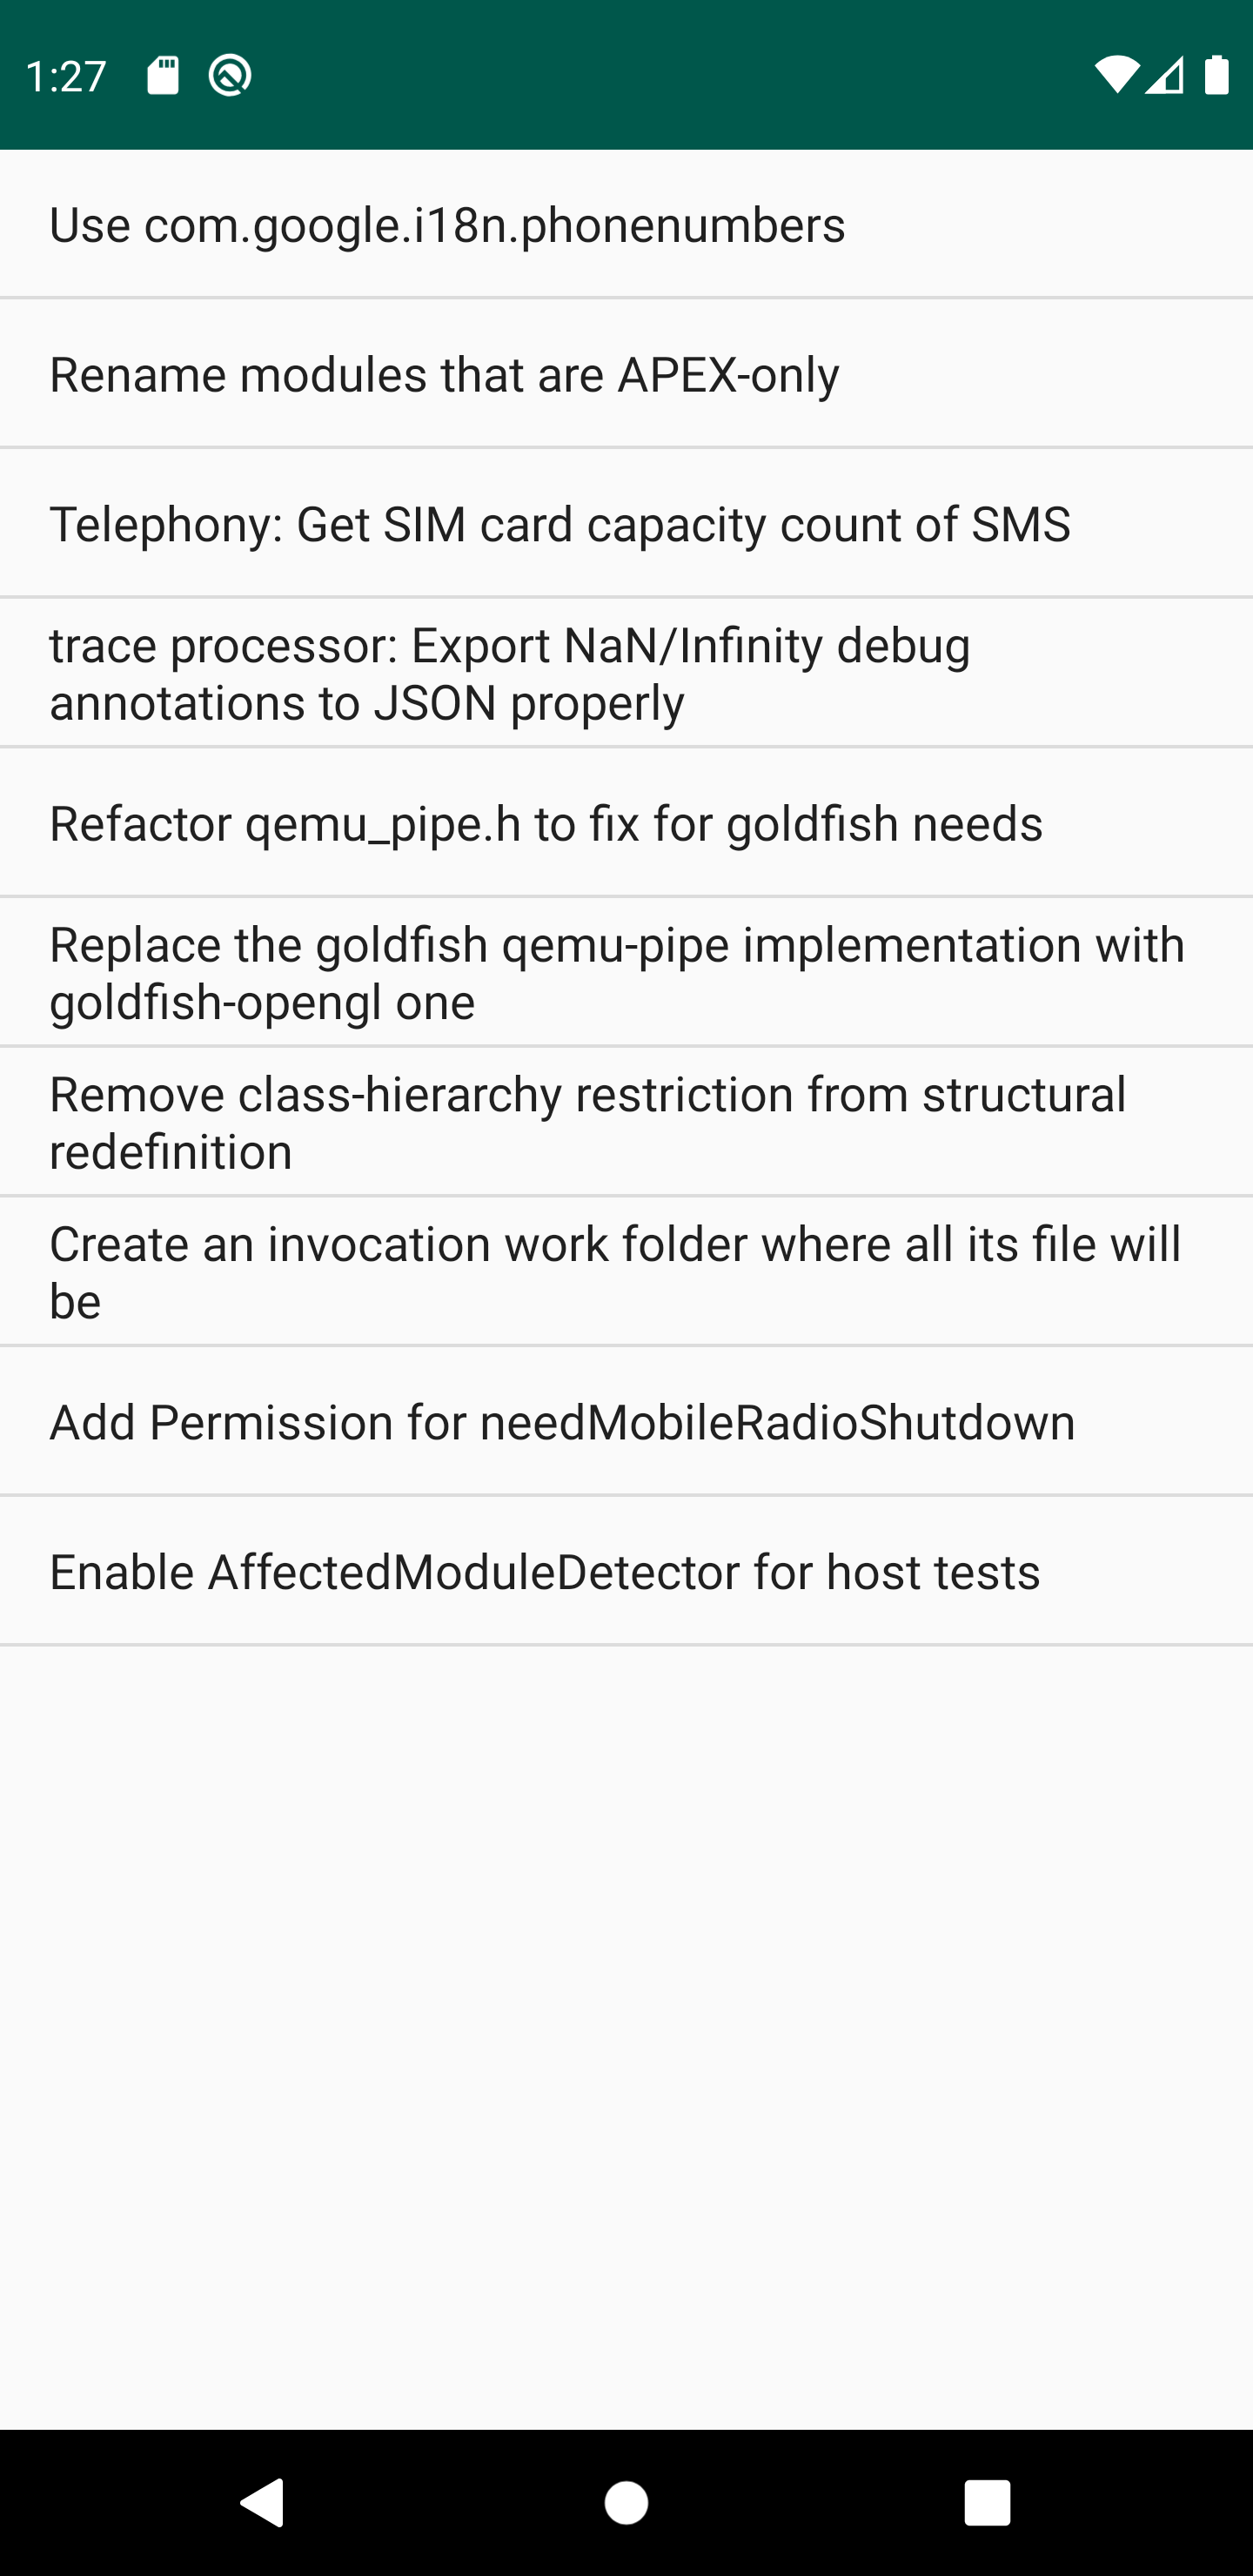 1:27
Use com.google.i18n.phonenumbers
Rename modules that are APEX-only
Telephony: Get SIM card capacity count of SMS
trace processor: Export NaN/Infinity debug
annotations to JSON properly
Refactor qemu_pipe.h to fix for goldfish needs
Replace the goldfish qemu-pipe implementation with
goldfish-opengl one
Remove class-hierarchy restriction from structural
redefinition
Create an invocation work folder where all its file will
be
Add Permission for needMobileRadioShutdown
Enable AffectedModuleDetector for host tests